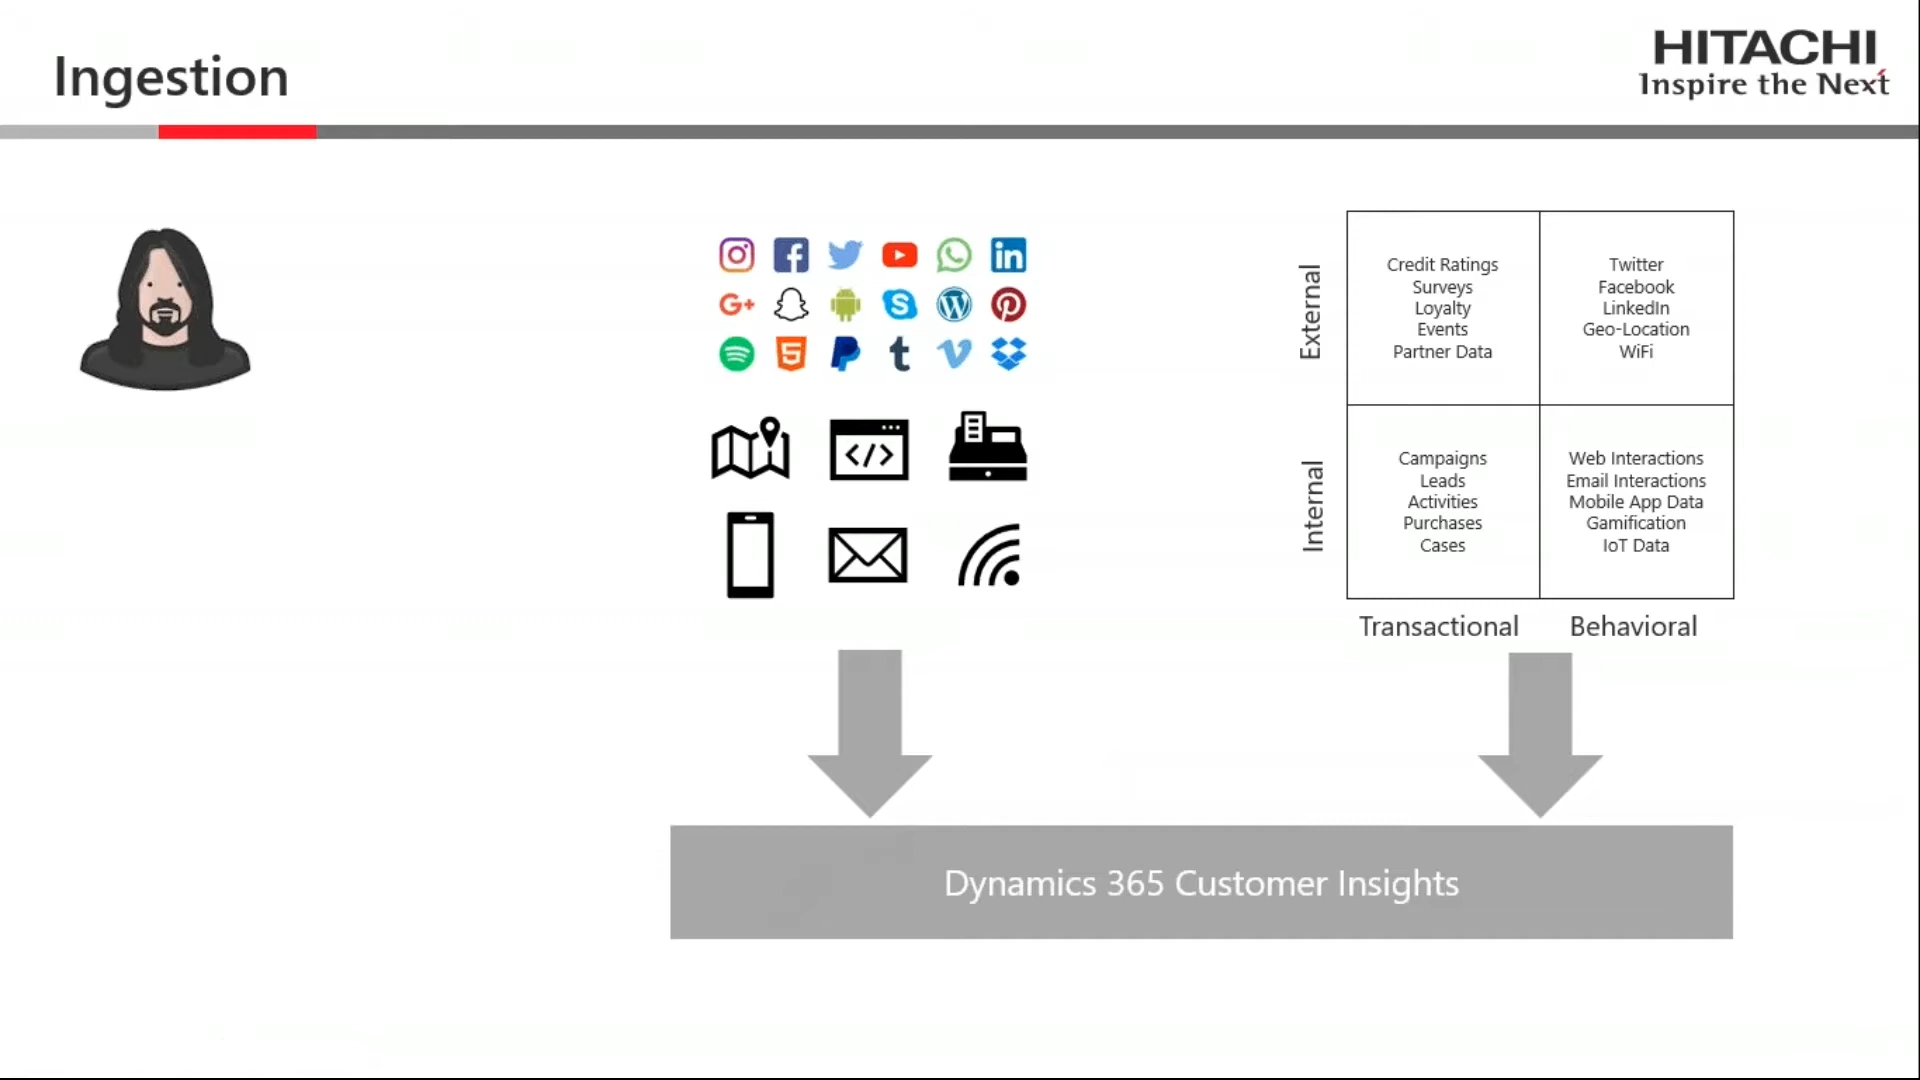 Ingestion
HITACHI
Inspire the Next
External
Credit Ratings
Surveys
Loyalty
Events
Partner Data
Twitter
Facebook
LinkedIn
Geo-Location
WiFi
Internal
Campaigns
Leads
Activities
Purchases
Cases
Web Interactions
Email Interactions
Mobile App Data
Gamification
IoT Data
Transactional
Behavioral
Dynamics 365 Customer Insights